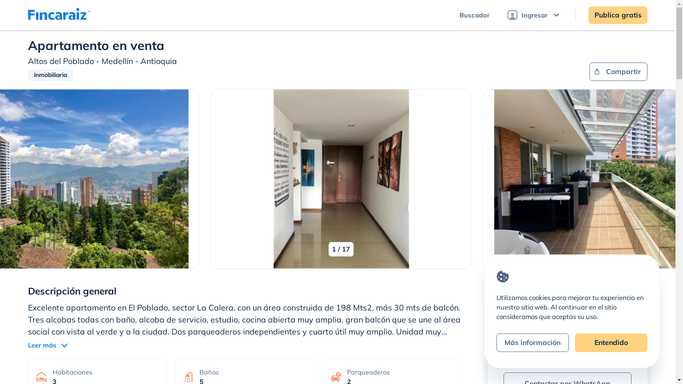 Fincaraiz
Buscador
Ingresar
Publica gratis
Apartamento en venta
Altos del Poblado - Medellín - Antioquia
Inmobiliaria
Compartir
1 / 17
Descripción general
Excelente apartamento en El Poblado, sector La Calera, con un área construida de 198 Mts2, más 30 mts de balcón.
Tres alcobas todas con baño, alcoba de servicio, estudio, cocina abierta muy amplia, gran balcón que se une al área
social con vista al verde y a la ciudad. Dos parqueaderos independientes y cuarto útil muy amplio. Unidad muy...
Leer más
Habitaciones
3
Baños
5
Parqueaderos
2
Utilizamos cookies para mejorar tu experiencia en
nuestro sitio web. Al continuar en el sitio
consideramos que aceptas su uso.
Más información
Entendido
Contactar por WhatsApp